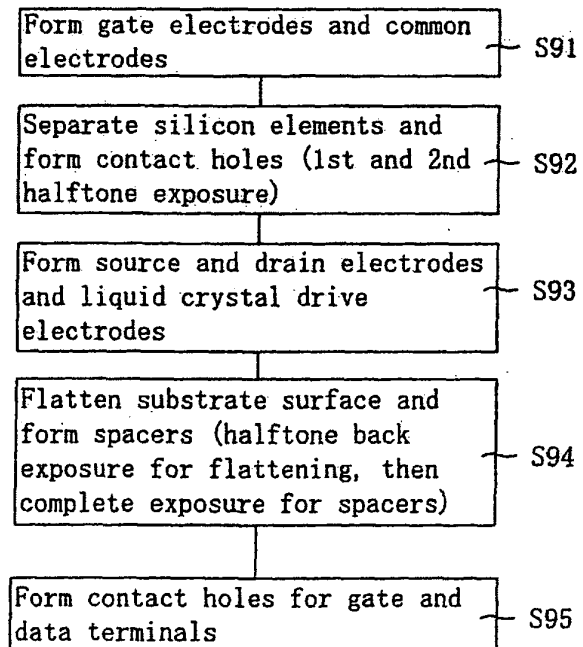 Form gate electrodes and common
electrodes
S91
Separate silicon elements and
form contact holes (1st and 2nd
halftone exposure)
S92
Form source and drain electrodes
and liquid crystal drive
electrodes
S93
Flatten substrate surface and
form spacers (halftone back
exposure for flattening, then
complete exposure for spacers)
S94
Form contact holes for gate and
data terminals
S95